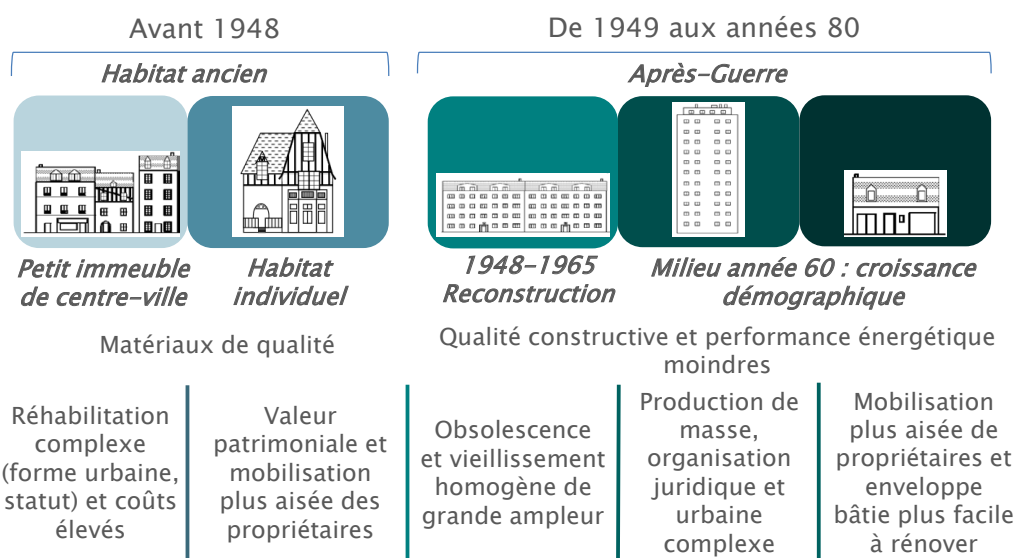 Avant 1948
De 1949 aux années 80
Habitat ancien
Après-Guerre
Petit immeuble
de centre-ville
Habitat
individuel
1948-1965
Reconstruction
Milieu année 60 : croissance
démographique
Matériaux de qualité
Qualité constructive et performance énergétique
moindres
Réhabilitation
complexe
(forme urbaine,
statut) et coûts
élevés
Valeur
patrimoniale et
mobilisation
plus aisée des
propriétaires
Obsolescence
et vieillissement
homogène de
grande ampleur
Production de
masse,
organisation
juridique et
urbaine
complexe
Mobilisation
plus aisée de
propriétaires et
enveloppe
bâtie plus facile
à rénover